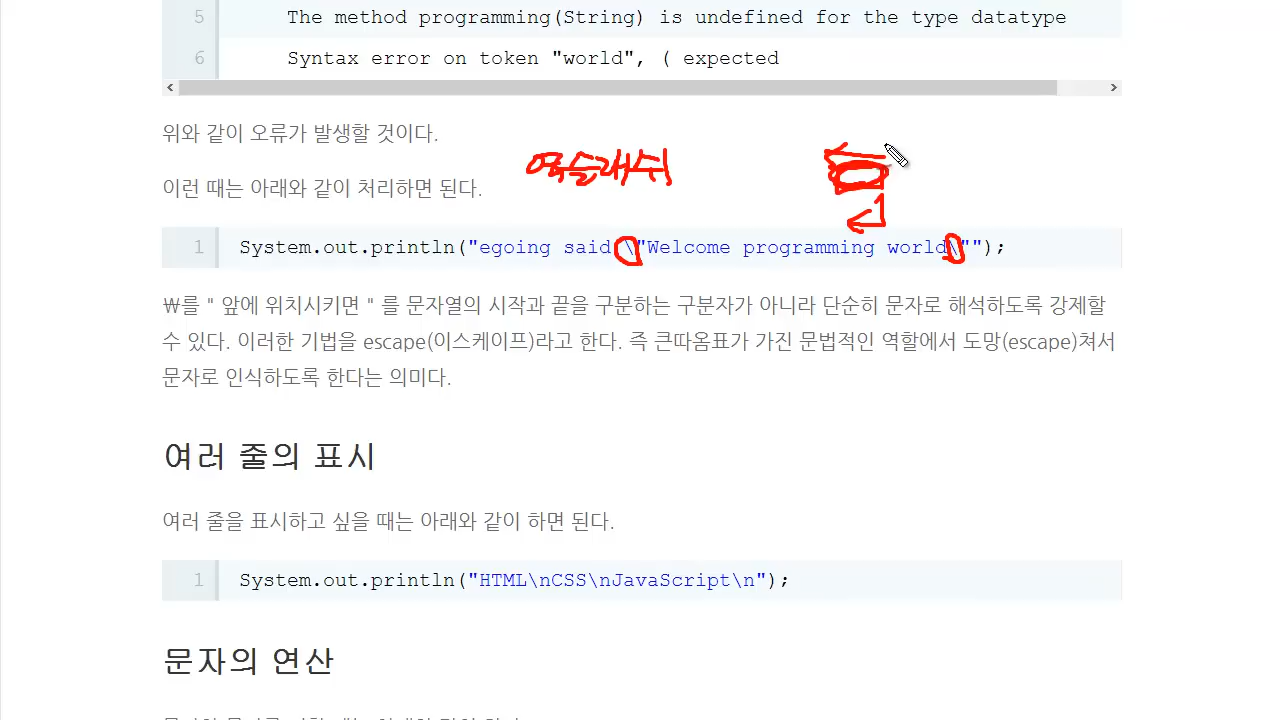 5 The method programming(String) is undefined for the type datatype
6 Syntax error on token "world", ( expected
위와 같이 오류가 발생할 것이다.
역슬래쉬
이런 때는 아래와 같이 처리하면 된다.
1 System.out.println("egoing said \"Welcome programming world\"");
₩를 " 앞에 위치시키면 " 를 문자열의 시작과 끝을 구분하는 구분자가 아니라 단순히 문자로 해석하도록 강제할
수 있다. 이러한 기법을 escape(이스케이프)라고 한다. 즉 큰따옴표가 가진 문법적인 역할에서 도망(escape)쳐서
문자로 인식하도록 한다는 의미다.
여러 줄의 표시
여러 줄을 표시하고 싶을 때는 아래와 같이 하면 된다.
1 System.out.println("HTML\nCSS\nJavaScript\n");
문자의 연산